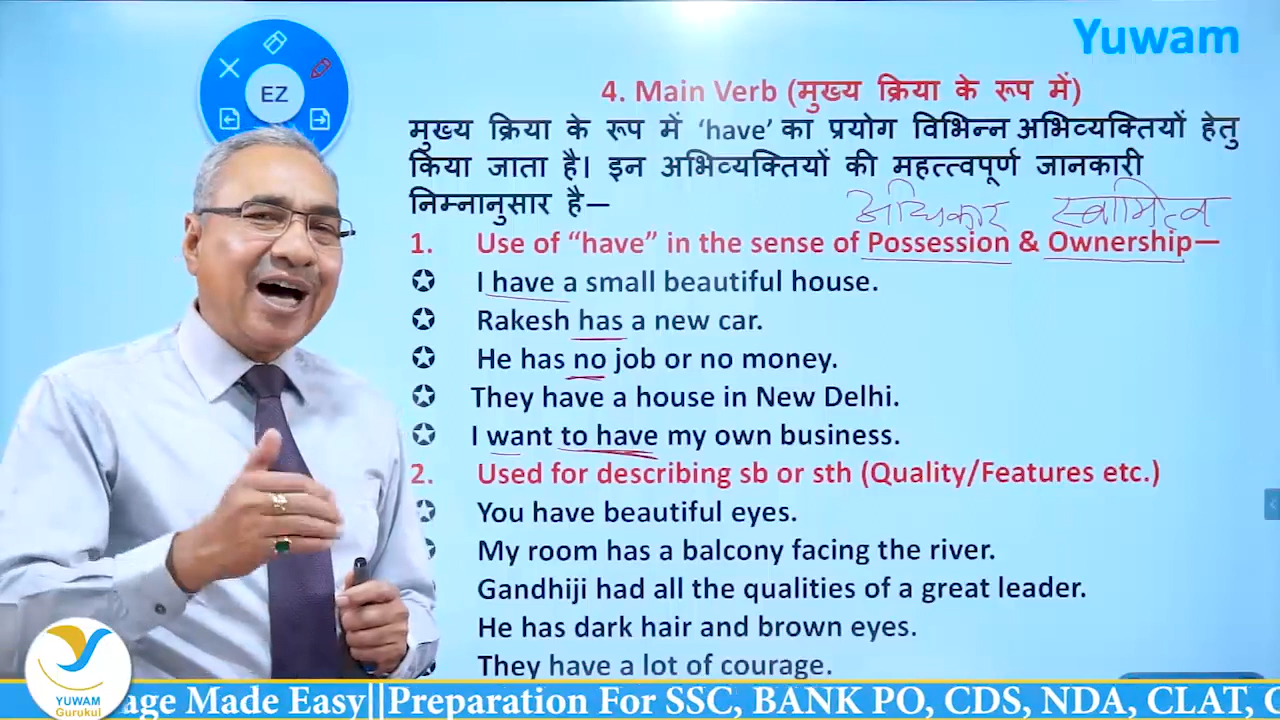 Yuwam
EZ
4. Main Verb (मुख्य क्रिया के रूप में)
मुख्य क्रिया के रूप में ‘have’ का प्रयोग विभिन्न अभिव्यक्तियों हेतु
किया जाता है। इन अभिव्यक्तियों की महत्त्वपूर्ण जानकारी
निम्नानुसार है—
अधिकार स्वामित्व
1. Use of “have” in the sense of Possession & Ownership—
✪ I have a small beautiful house.
✪ Rakesh has a new car.
✪ He has no job or no money.
✪ They have a house in New Delhi.
✪ I want to have my own business.
2. Used for describing sb or sth (Quality/Features etc.)
✪ You have beautiful eyes.
My room has a balcony facing the river.
Gandhiji had all the qualities of a great leader.
He has dark hair and brown eyes.
They have a lot of courage.
YUWAM
Gurukul
age Made Easy||Preparation For SSC, BANK PO, CDS, NDA, CLAT, C